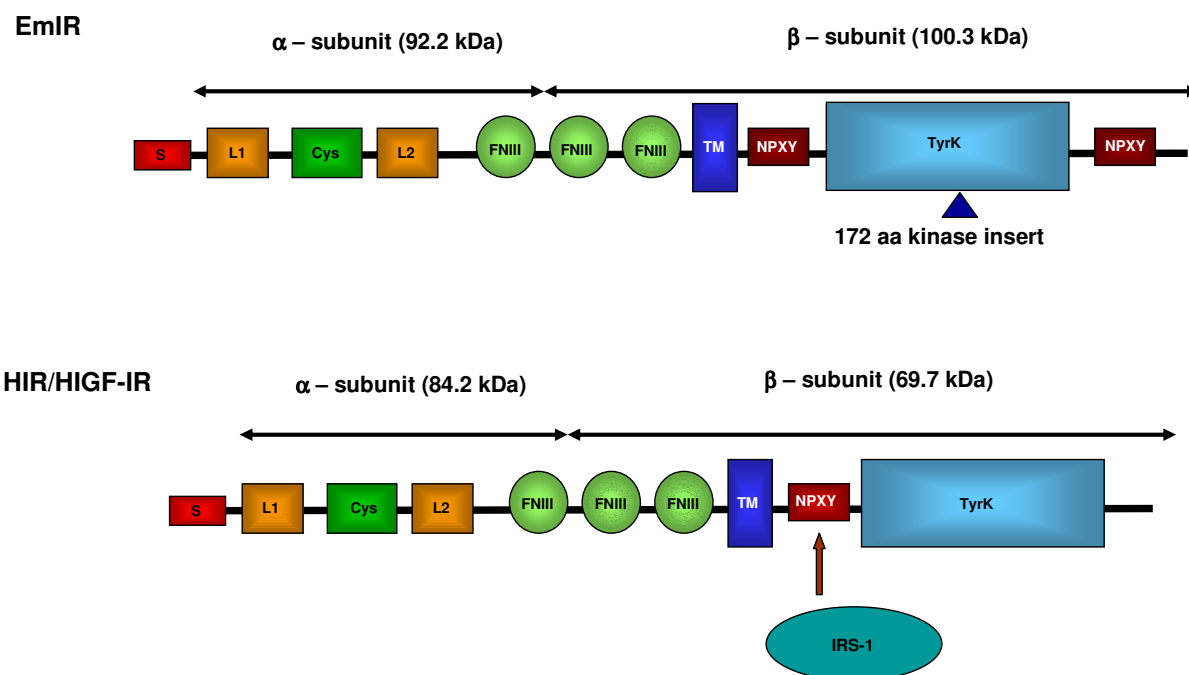 EmIR
α – subunit (92.2 kDa)
β – subunit (100.3 kDa)
S
L1
Cys
L2
FNIII
FNIII
FNIII
TM
NPXY
TyrK
NPXY
172 aa kinase insert
HIR/HIGF-IR
α – subunit (84.2 kDa)
β – subunit (69.7 kDa)
S
L1
Cys
L2
FNIII
FNIII
FNIII
TM
NPXY
TyrK
IRS-1